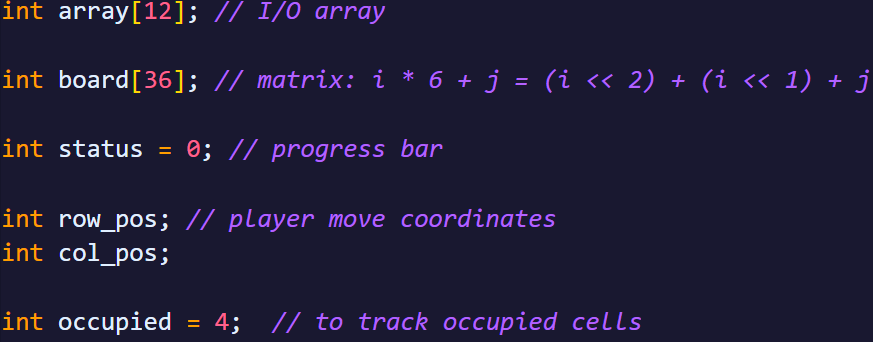 int array[12]; // I/O array
int board[36]; // matrix: i * 6 + j = (i << 2) + (i << 1) + j
int status = 0; // progress bar
int row_pos; // player move coordinates
int col_pos;
int occupied = 4;  // to track occupied cells